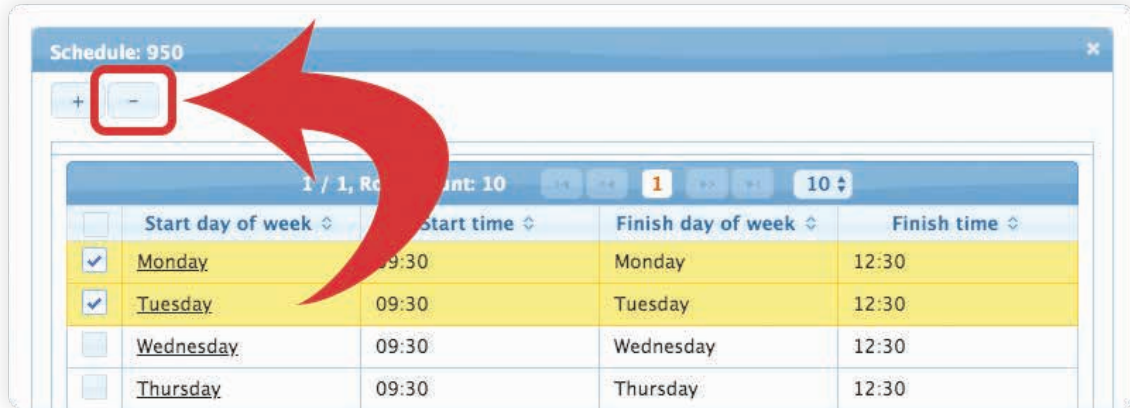 Schedule: 950
+ -
1 / 1, Ro unt: 10 1 10
Start day of week Start time Finish day of week Finish time
Monday 09:30 Monday 12:30
Tuesday 09:30 Tuesday 12:30
Wednesday 09:30 Wednesday 12:30
Thursday 09:30 Thursday 12:30